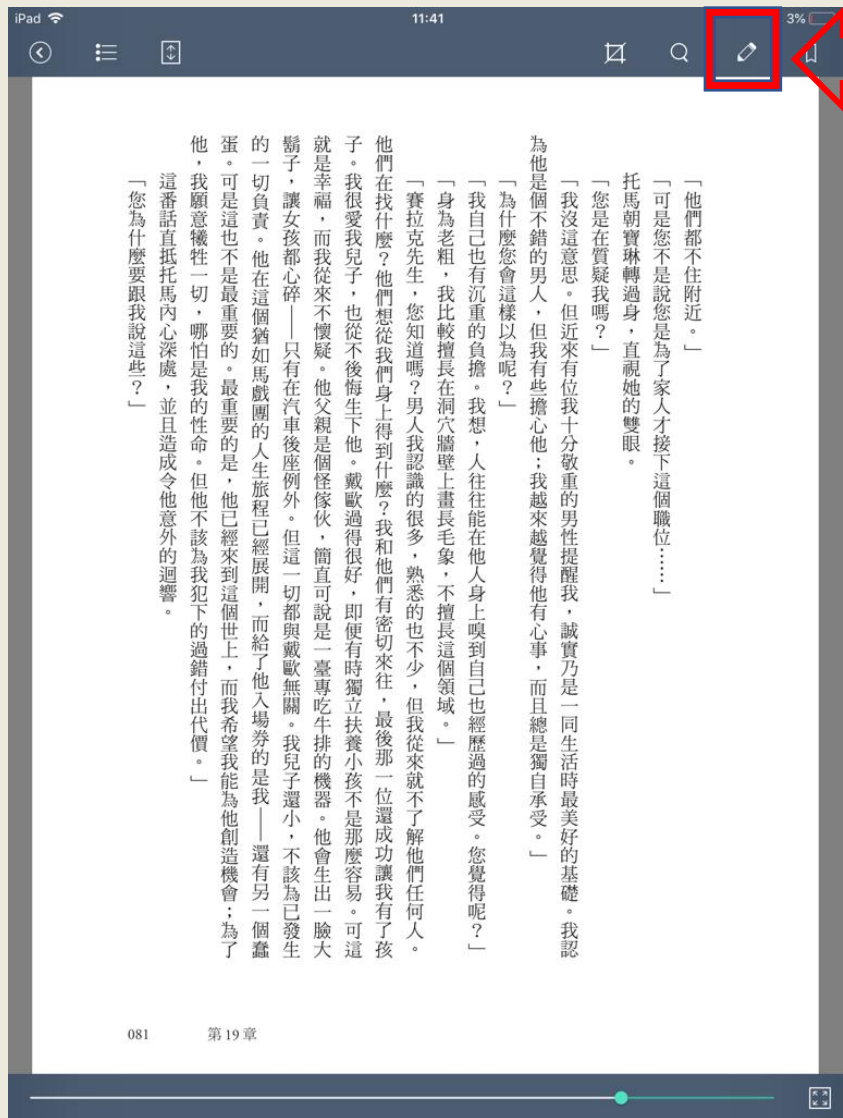 iPad
11:41
3%
「他們都不住附近。」
「可是您不是說您是為了家人才接下這個職位……」
托馬朝寶琳轉過身，直視她的雙眼。
「您是在質疑我嗎？」
「我沒這意思。但近來有位我十分敬重的男性提醒我，誠實乃是一同生活時最美好的基礎。我認
為他是個不錯的男人，但我有些擔心他；我越來越覺得他有心事，而且總是獨自承受。」
「為什麼您會這樣以為呢？」
「我自己也有沉重的負擔。我想，人往往能在他人身上嗅到自己也經歷過的感受。您覺得呢？」
「身為老粗，我比較擅長在洞穴牆壁上畫長毛象，不擅長這個領域。」
「賽拉克先生，您知道嗎？男人我認識的很多，熟悉的也不少，但我從來就不了解他們任何人。
他們在找什麼？他們想從我們身上得到什麼？我和他們有密切來往，最後那一位還成功讓我有了孩
子。我很愛我兒子，也從不後悔生下他。戴歐過得很好，即便有時獨立扶養小孩不是那麼容易。可這
就是幸福，而我從來不懷疑。他父親是個怪傢伙，簡直可說是一臺專吃牛排的機器。他會生出一臉大
鬍子，讓女孩都心碎——只有在汽車後座例外。但這一切都與戴歐無關。我兒子還小，不該為已發生
的一切負責。他在這個猶如馬戲團的人生旅程已經展開，而給了他入場券的是我——還有另一個蠢
蛋。可是這也不是最重要的。最重要的是，他已經來到這個世上，而我希望我能為他創造機會；為了
他，我願意犧牲一切，哪怕是我的性命。但他不該為我犯下的過錯付出代價。」
這番話直抵托馬內心深處，並且造成令他意外的迴響。
「您為什麼要跟我說這些？」
081 第19章